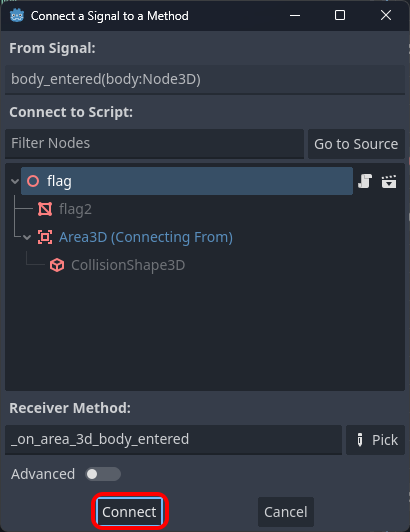 Connect a Signal to a Method
From Signal:
body_entered(body:Node3D)
Connect to Script:
Filter Nodes
Go to Source
flag
flag2
Area3D (Connecting From)
CollisionShape3D
Receiver Method:
_on_area_3d_body_entered
Pick
Advanced
Connect
Cancel